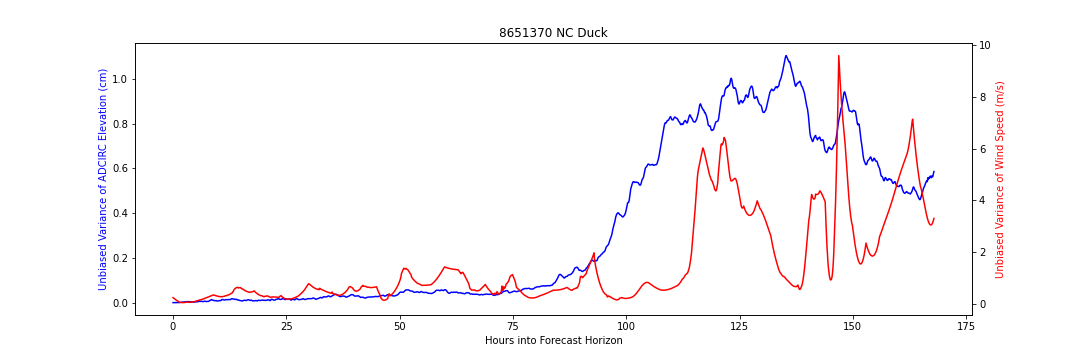 8651370 NC Duck
Unbiased Variance of ADCIRC Elevation (cm)
1.0
0.8
0.6
0.4
0.2
0.0
10
8
6
4
2
0
Unbiased Variance of Wind Speed (m/s)
0 25 50 75 100 125 150 175
Hours into Forecast Horizon